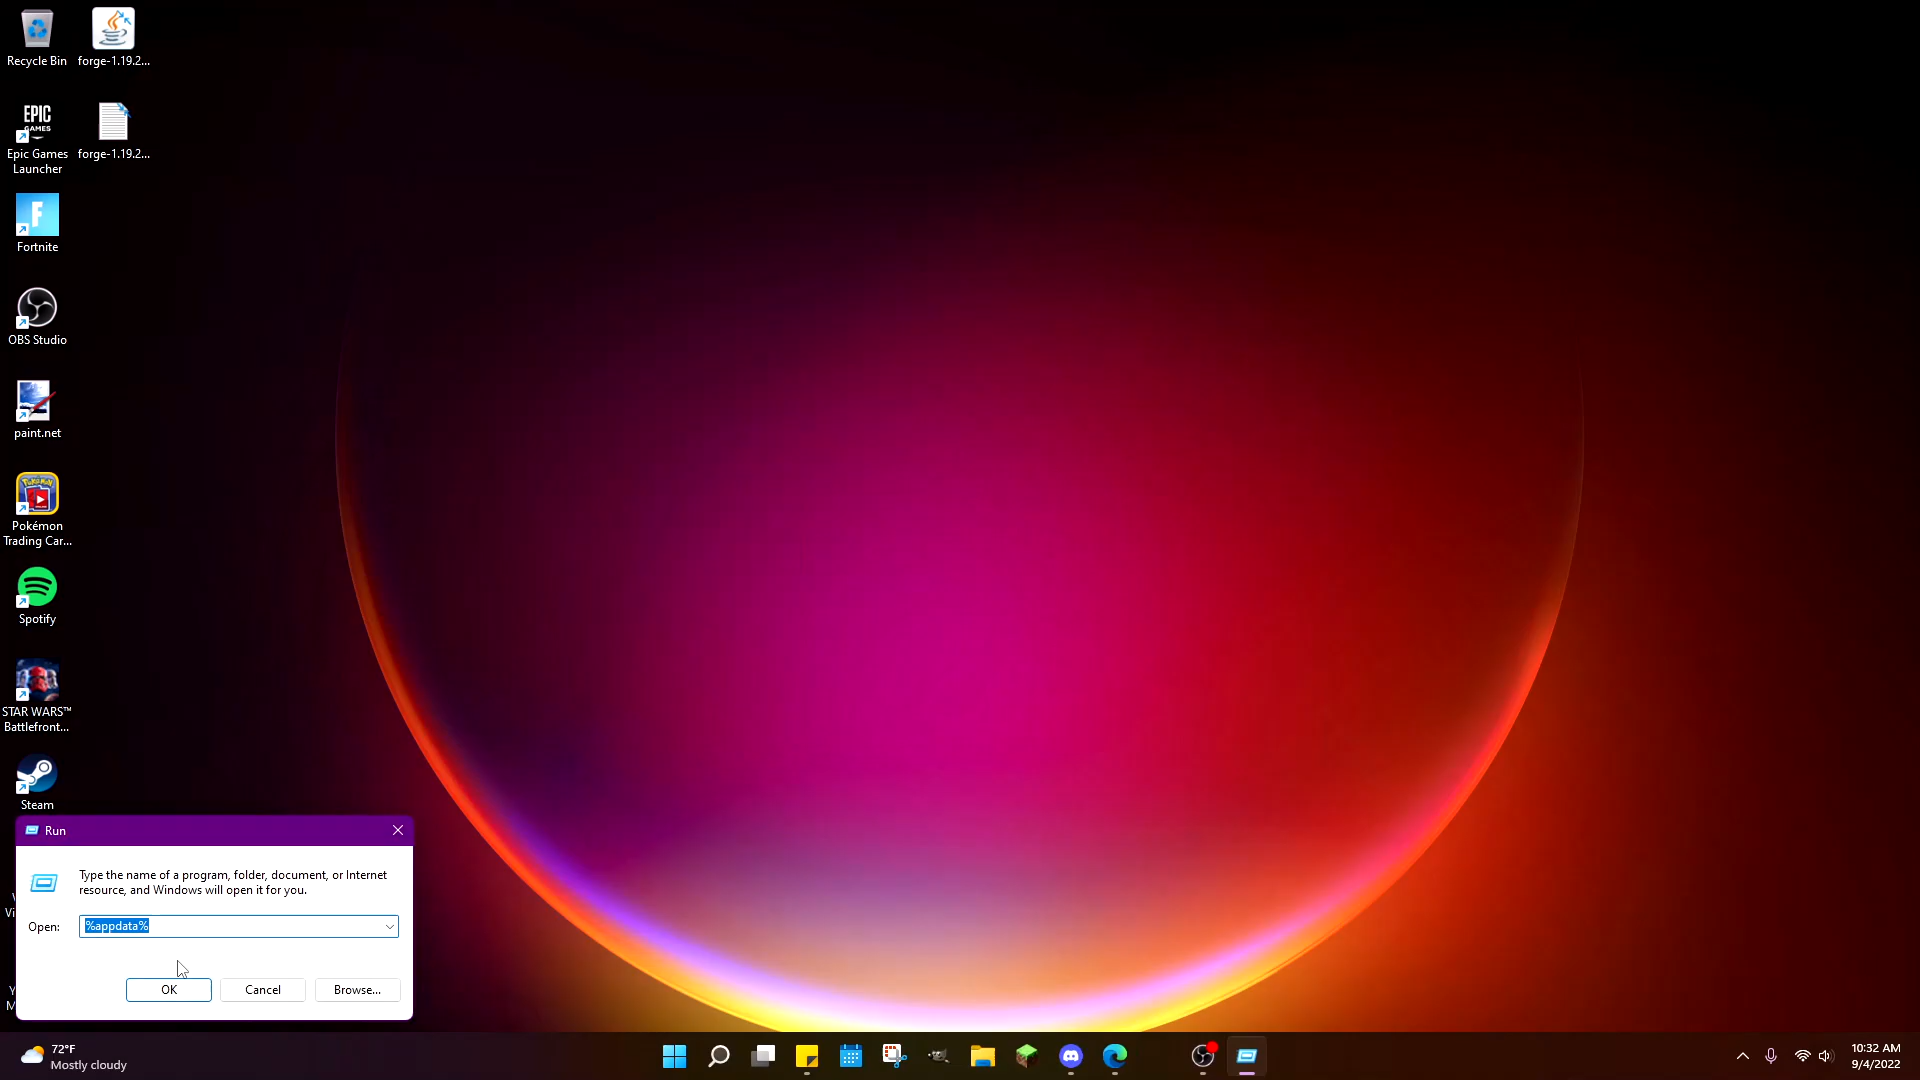 Recycle Bin
forge-1.19.2...
EPIC
GAMES
Epic Games
Launcher
forge-1.19.2...
F
Fortnite
OBS Studio
paint.net
Pokémon
Trading Car...
Spotify
STAR WARS™
Battlefront...
Steam
Run
Type the name of a program, folder, document, or Internet
resource, and Windows will open it for you.
Open:
%appdata%
OK
Cancel
Browse...
72°F
Mostly cloudy
10:32 AM
9/4/2022